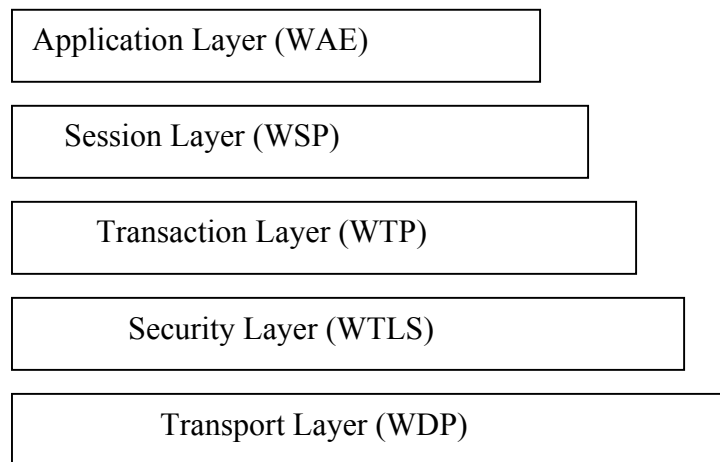 Application Layer (WAE)
Session Layer (WSP)
Transaction Layer (WTP)
Security Layer (WTLS)
Transport Layer (WDP)